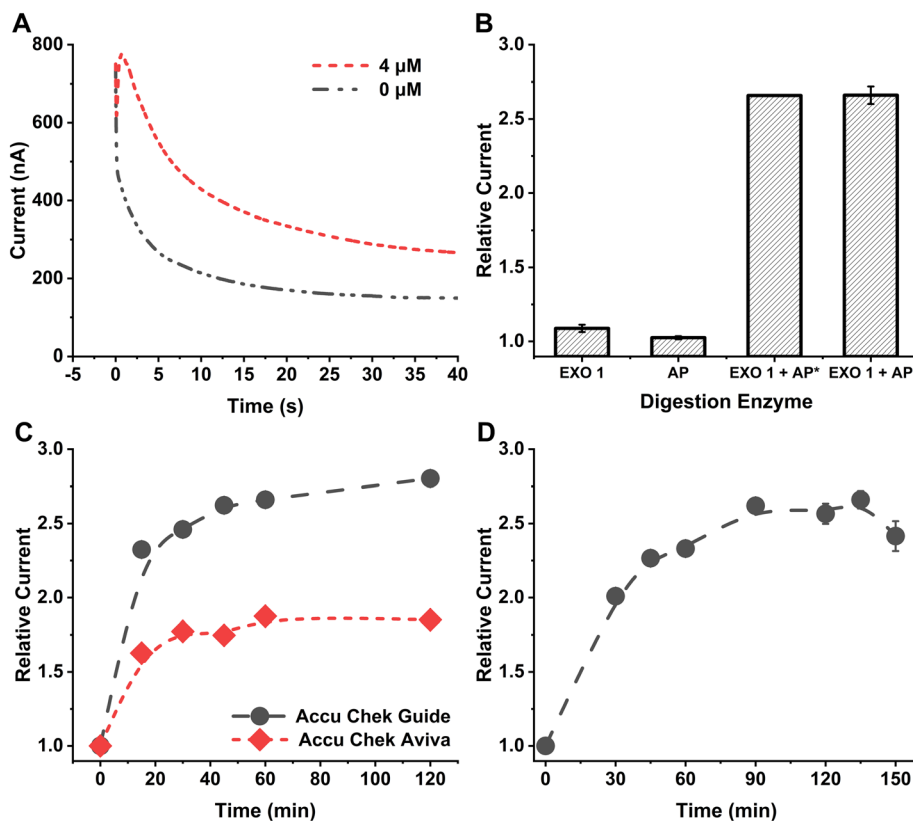 A
800
600
400
200
0
Current (nA)
4 µM
0 µM
-5 0 5 10 15 20 25 30 35 40
Time (s)
B
3.0
2.5
2.0
1.5
1.0
Relative Current
EXO 1 AP EXO 1 + AP* EXO 1 + AP
Digestion Enzyme
C
3.0
2.5
2.0
1.5
1.0
Relative Current
Accu Chek Guide
Accu Chek Aviva
0 20 40 60 80 100 120
Time (min)
D
3.0
2.5
2.0
1.5
1.0
Relative Current
0 30 60 90 120 150
Time (min)